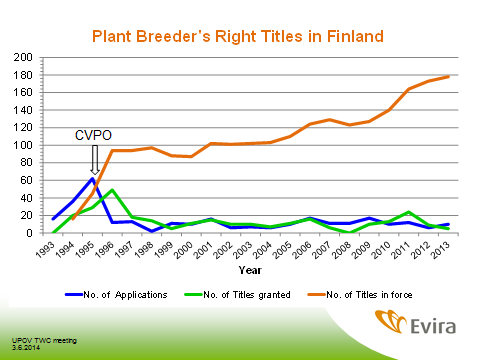 Plant Breeder's Right Titles in Finland
200
180
160
140
120
100
80
60
40
20
0
CVPO
1993 1994 1995 1996 1997 1998 1999 2000 2001 2002 2003 2004 2005 2006 2007 2008 2009 2010 2011 2012 2013
Year
No. of Applications No. of Titles granted No. of Titles in force
UPOV TWC meeting
3.6.2014
Evira